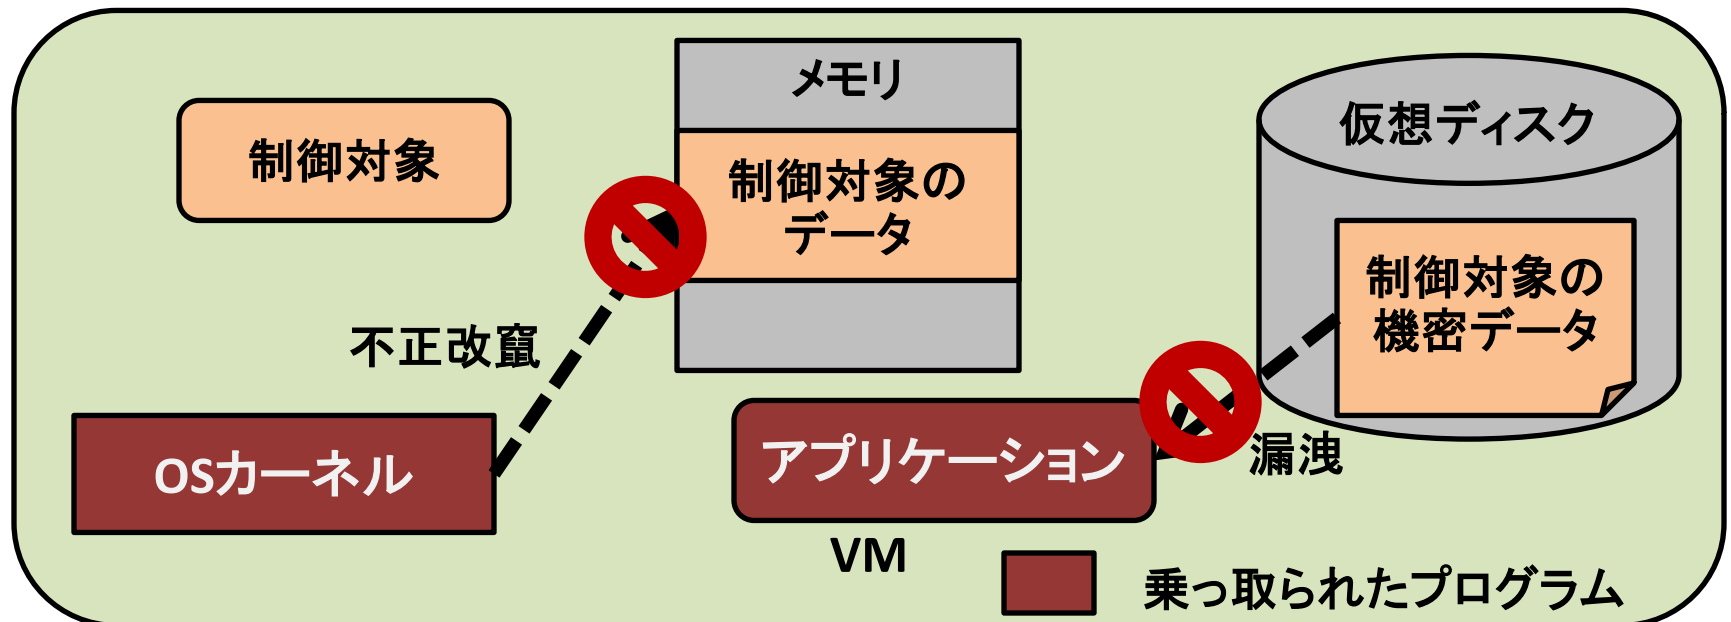 メモリ
仮想ディスク
制御対象
制御対象の
データ
制御対象の
機密データ
不正改竄
OSカーネル
アプリケーション
漏洩
VM
乗っ取られたプログラム